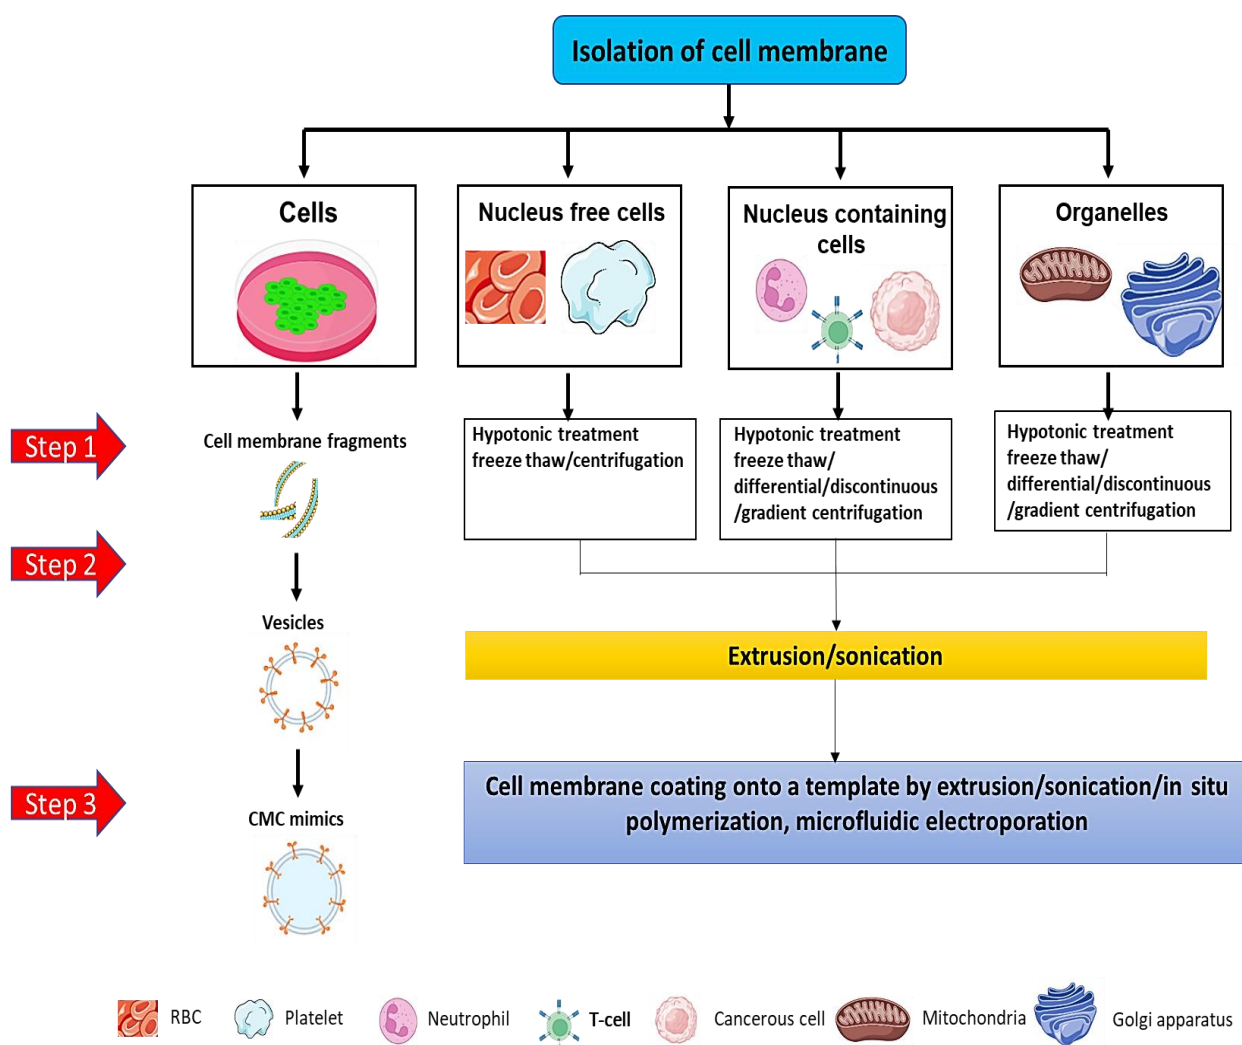 Isolation of cell membrane
Cells
Nucleus free cells
Nucleus containing
cells
Organelles
Step 1
Cell membrane fragments
Hypotonic treatment
freeze thaw/centrifugation
Hypotonic treatment
freeze thaw/
differential/discontinuous
/gradient centrifugation
Hypotonic treatment
freeze thaw/
differential/discontinuous
/gradient centrifugation
Step 2
Vesicles
Extrusion/sonication
Step 3
CMC mimics
Cell membrane coating onto a template by extrusion/sonication/in situ
polymerization, microfluidic electroporation
RBC
Platelet
Neutrophil
T-cell
Cancerous cell
Mitochondria
Golgi apparatus